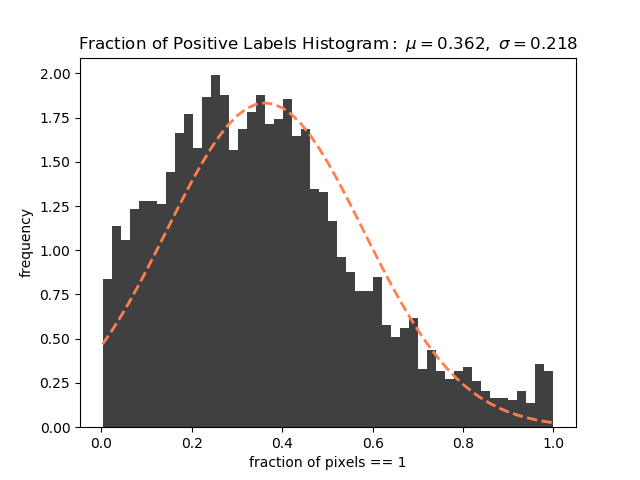 Fraction of Positive Labels Histogram: μ = 0.362, σ = 0.218
2.00
1.75
1.50
1.25
1.00
0.75
0.50
0.25
0.00
frequency
0.0 0.2 0.4 0.6 0.8 1.0
fraction of pixels == 1